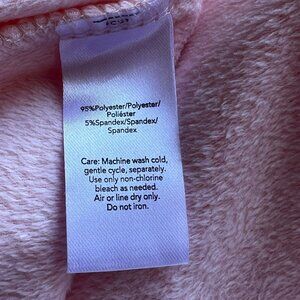 95%Polyester/Polyester/
Poliéster
5%Spandex/Spandex/
Spandex
Care: Machine wash cold,
gentle cycle, separately.
Use only non-chlorine
bleach as needed.
Air or line dry only.
Do not iron.